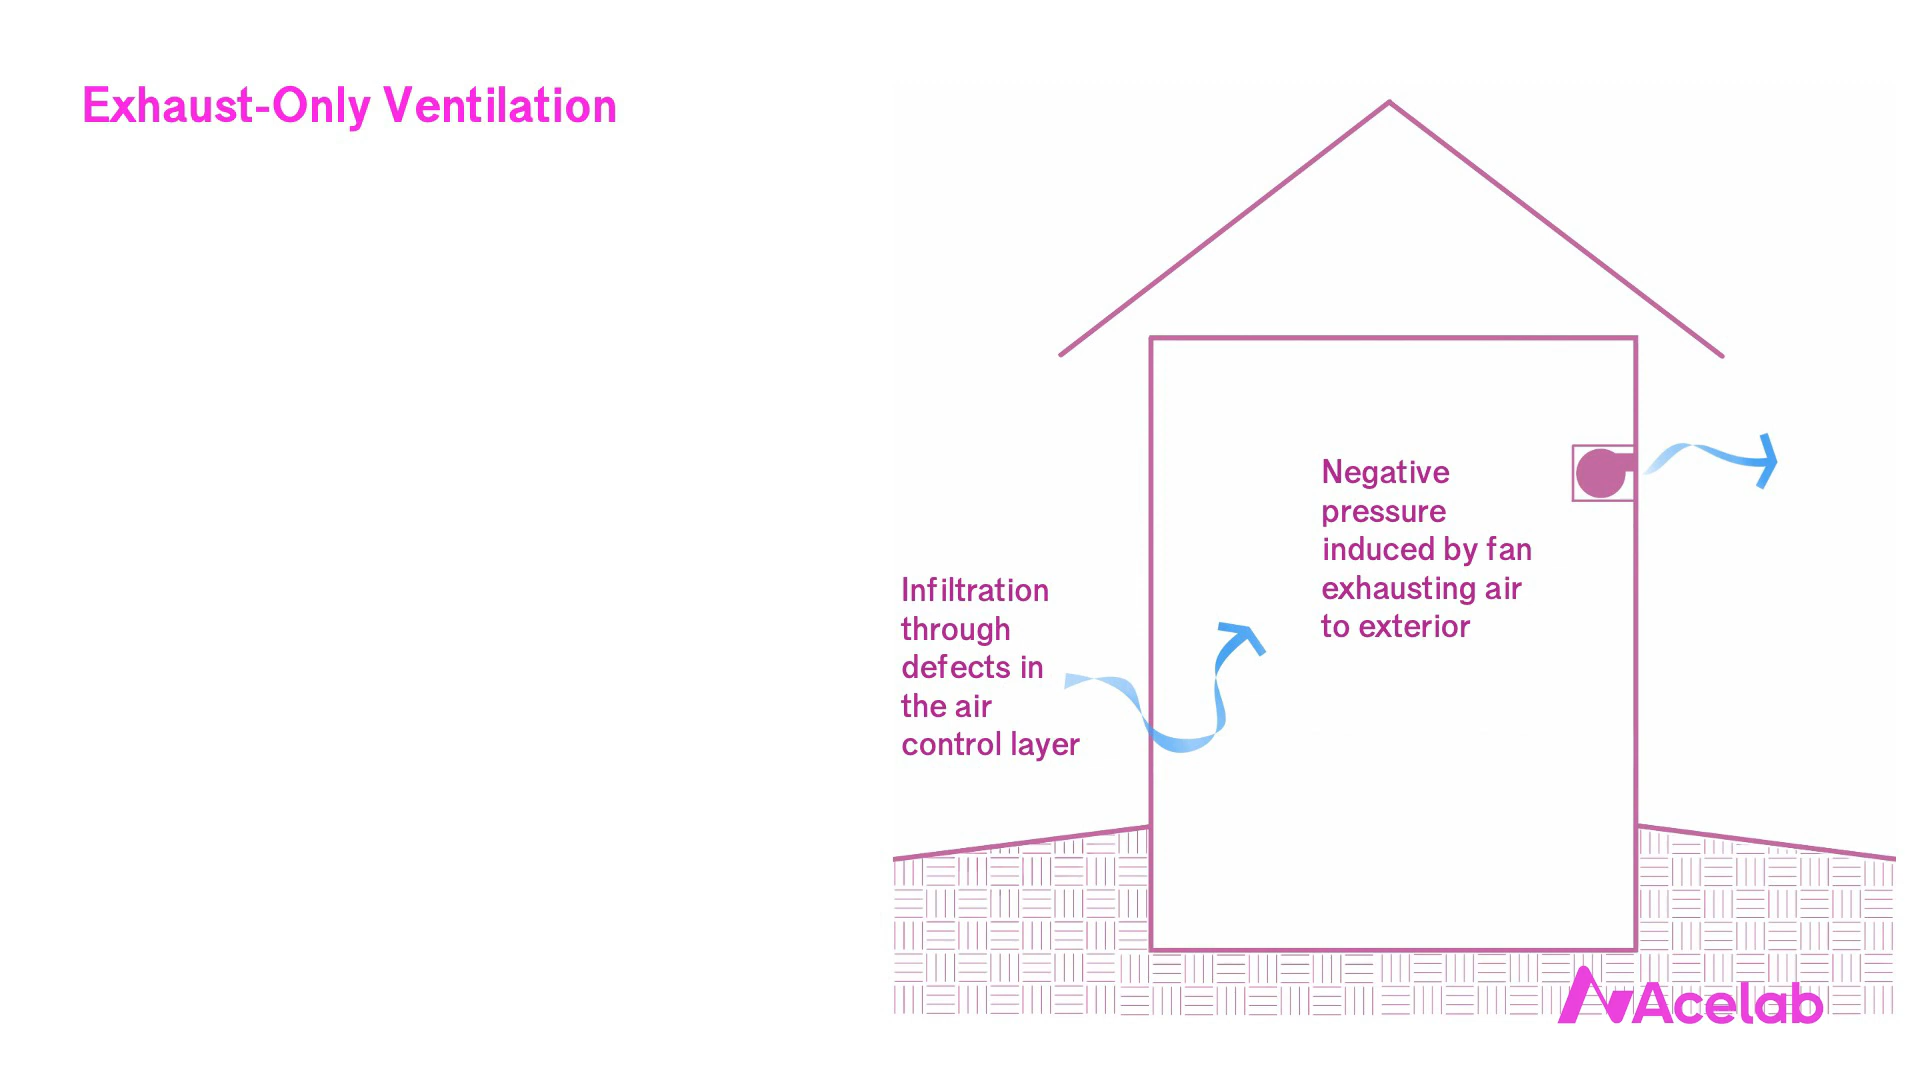 Exhaust-Only Ventilation
Negative
pressure
induced by fan
exhausting air
to exterior
Infiltration
through
defects in
the air
control layer
Acelab